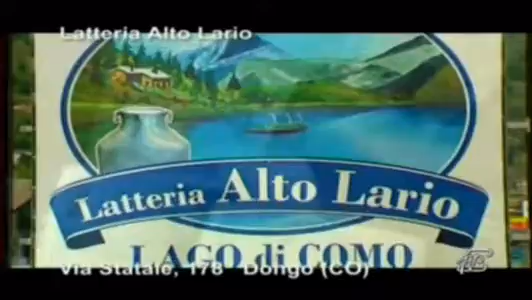 Latteria Alto Lario
Latteria Alto Lario
LAGO di COMO
Via Statale, 178 Dongo (CO)